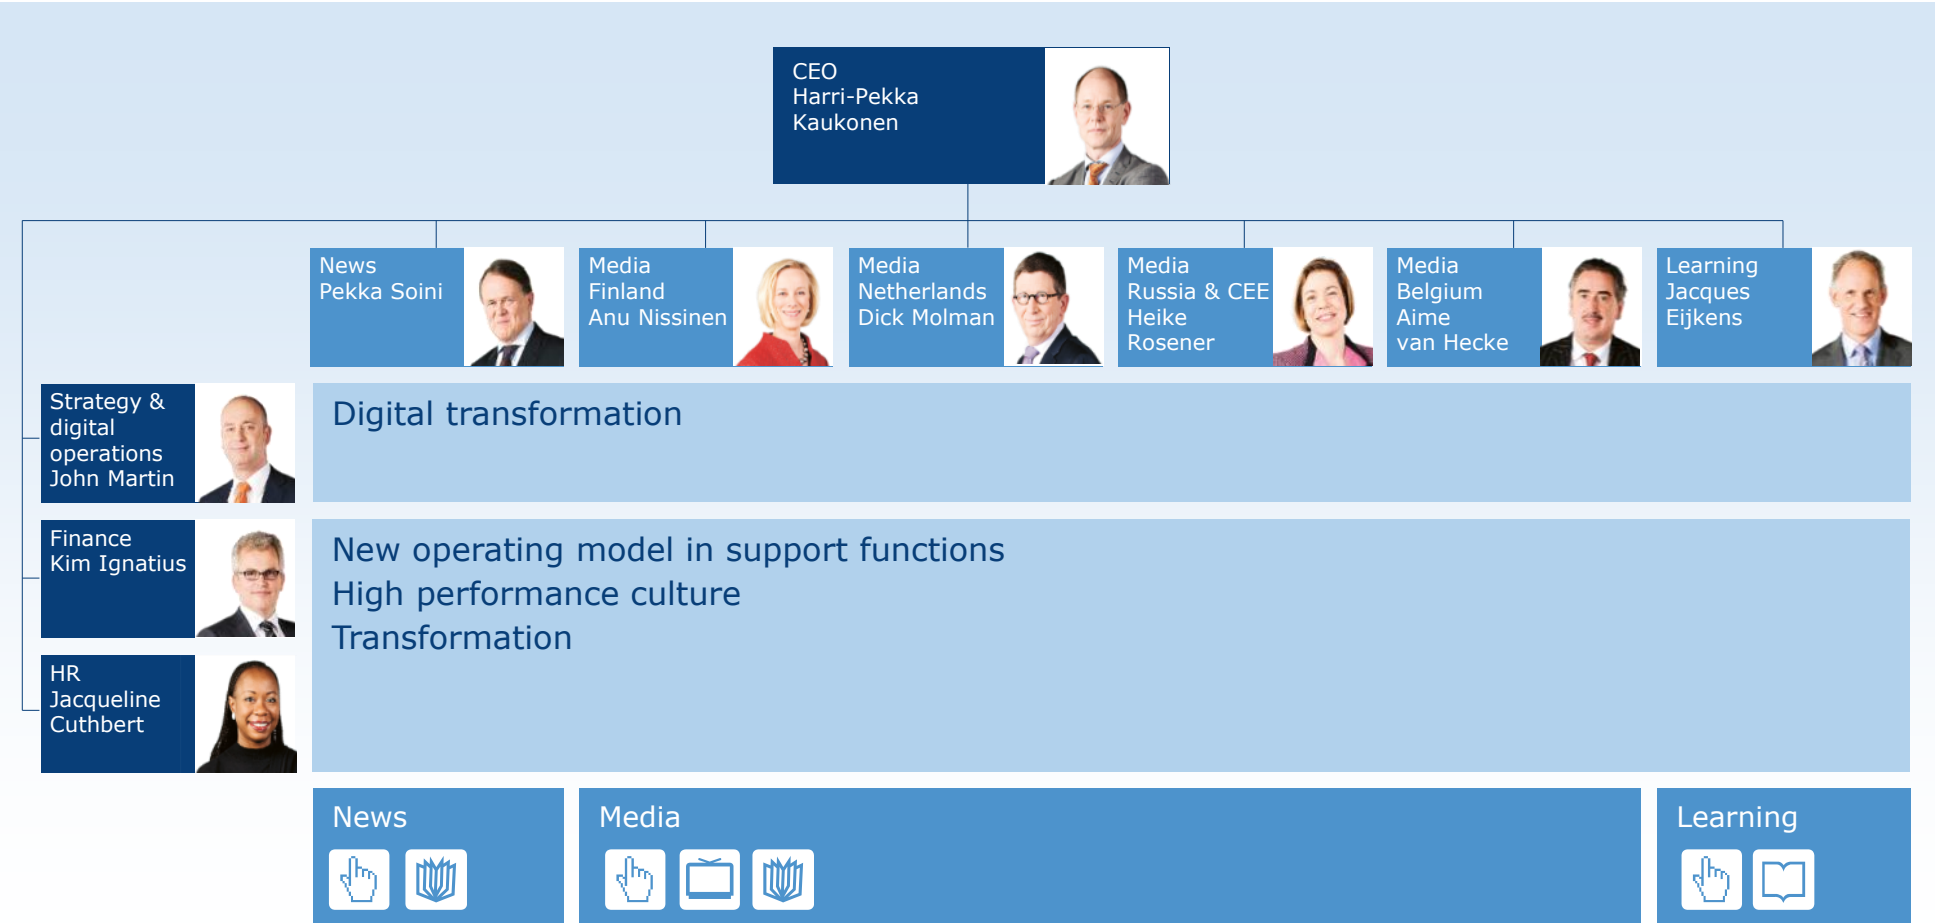 CEO
Harri-Pekka
Kaukonen
News
Pekka Soini
Media
Finland
Anu Nissinen
Media
Netherlands
Dick Molman
Media
Russia & CEE
Heike
Rosener
Media
Belgium
Aime
van Hecke
Learning
Jacques
Eijkens
Strategy &
digital
operations
John Martin
Digital transformation
Finance
Kim Ignatius
New operating model in support functions
High performance culture
Transformation
HR
Jacqueline
Cuthbert
News
Media
Learning